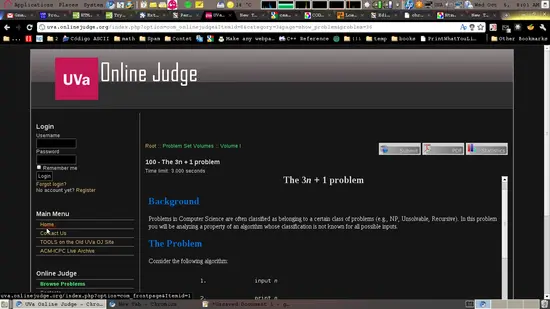 Applications Places System
uva.onlinejudge.org/index.php?option=com_onlinejudge&Itemid=8&category=3&page=show_problem&problem=36
Código ASCII math Make any webpa... C++ Reference temp books PrintWhatYouL... Other Bookmarks
UVa Online Judge
Login
Username
Password
Remember me
Login
Forgot login?
No account yet? Register
Main Menu
Home
Contact Us
TOOLS on the Old UVa OJ Site
ACM-ICPC Live Archive
Online Judge
Browse Problems
Root :: Problem Set Volumes :: Volume I
Submit PDF Statistics
100 - The 3n + 1 problem
Time limit: 3.000 seconds
The 3n + 1 problem
Background
Problems in Computer Science are often classified as belonging to a certain class of problems (e.g., NP, Unsolvable, Recursive). In this problem
you will be analyzing a property of an algorithm whose classification is not known for all possible inputs.
The Problem
Consider the following algorithm:
1. input n
2. print n
uva.onlinejudge.org/index.php?option=com_frontpage&Itemid=1
UVa Online Judge - Chro... New Tab - Chromium *Unsaved Document 1 - g...